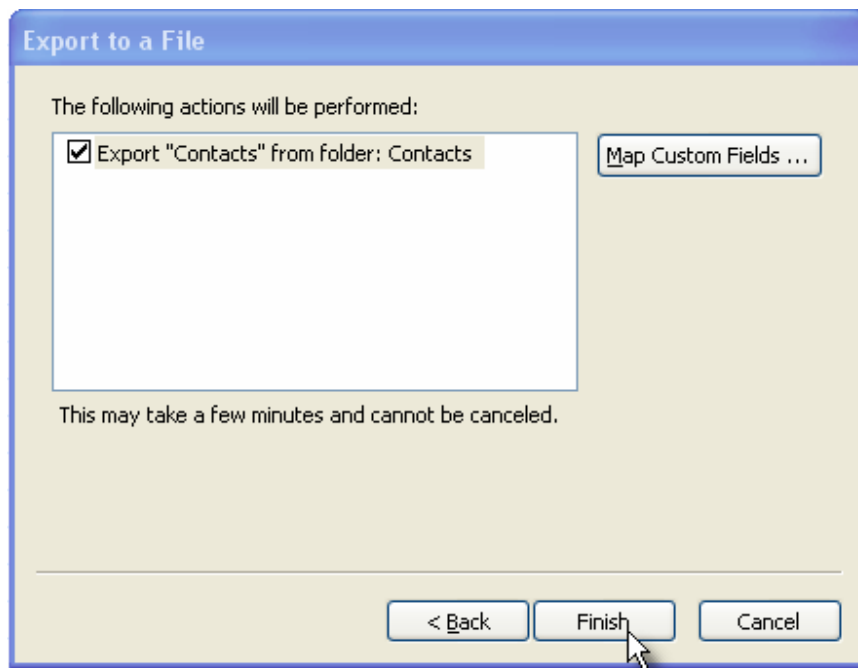 Export to a File
The following actions will be performed:
Export "Contacts" from folder: Contacts
Map Custom Fields ...
This may take a few minutes and cannot be canceled.
< Back
Finish
Cancel